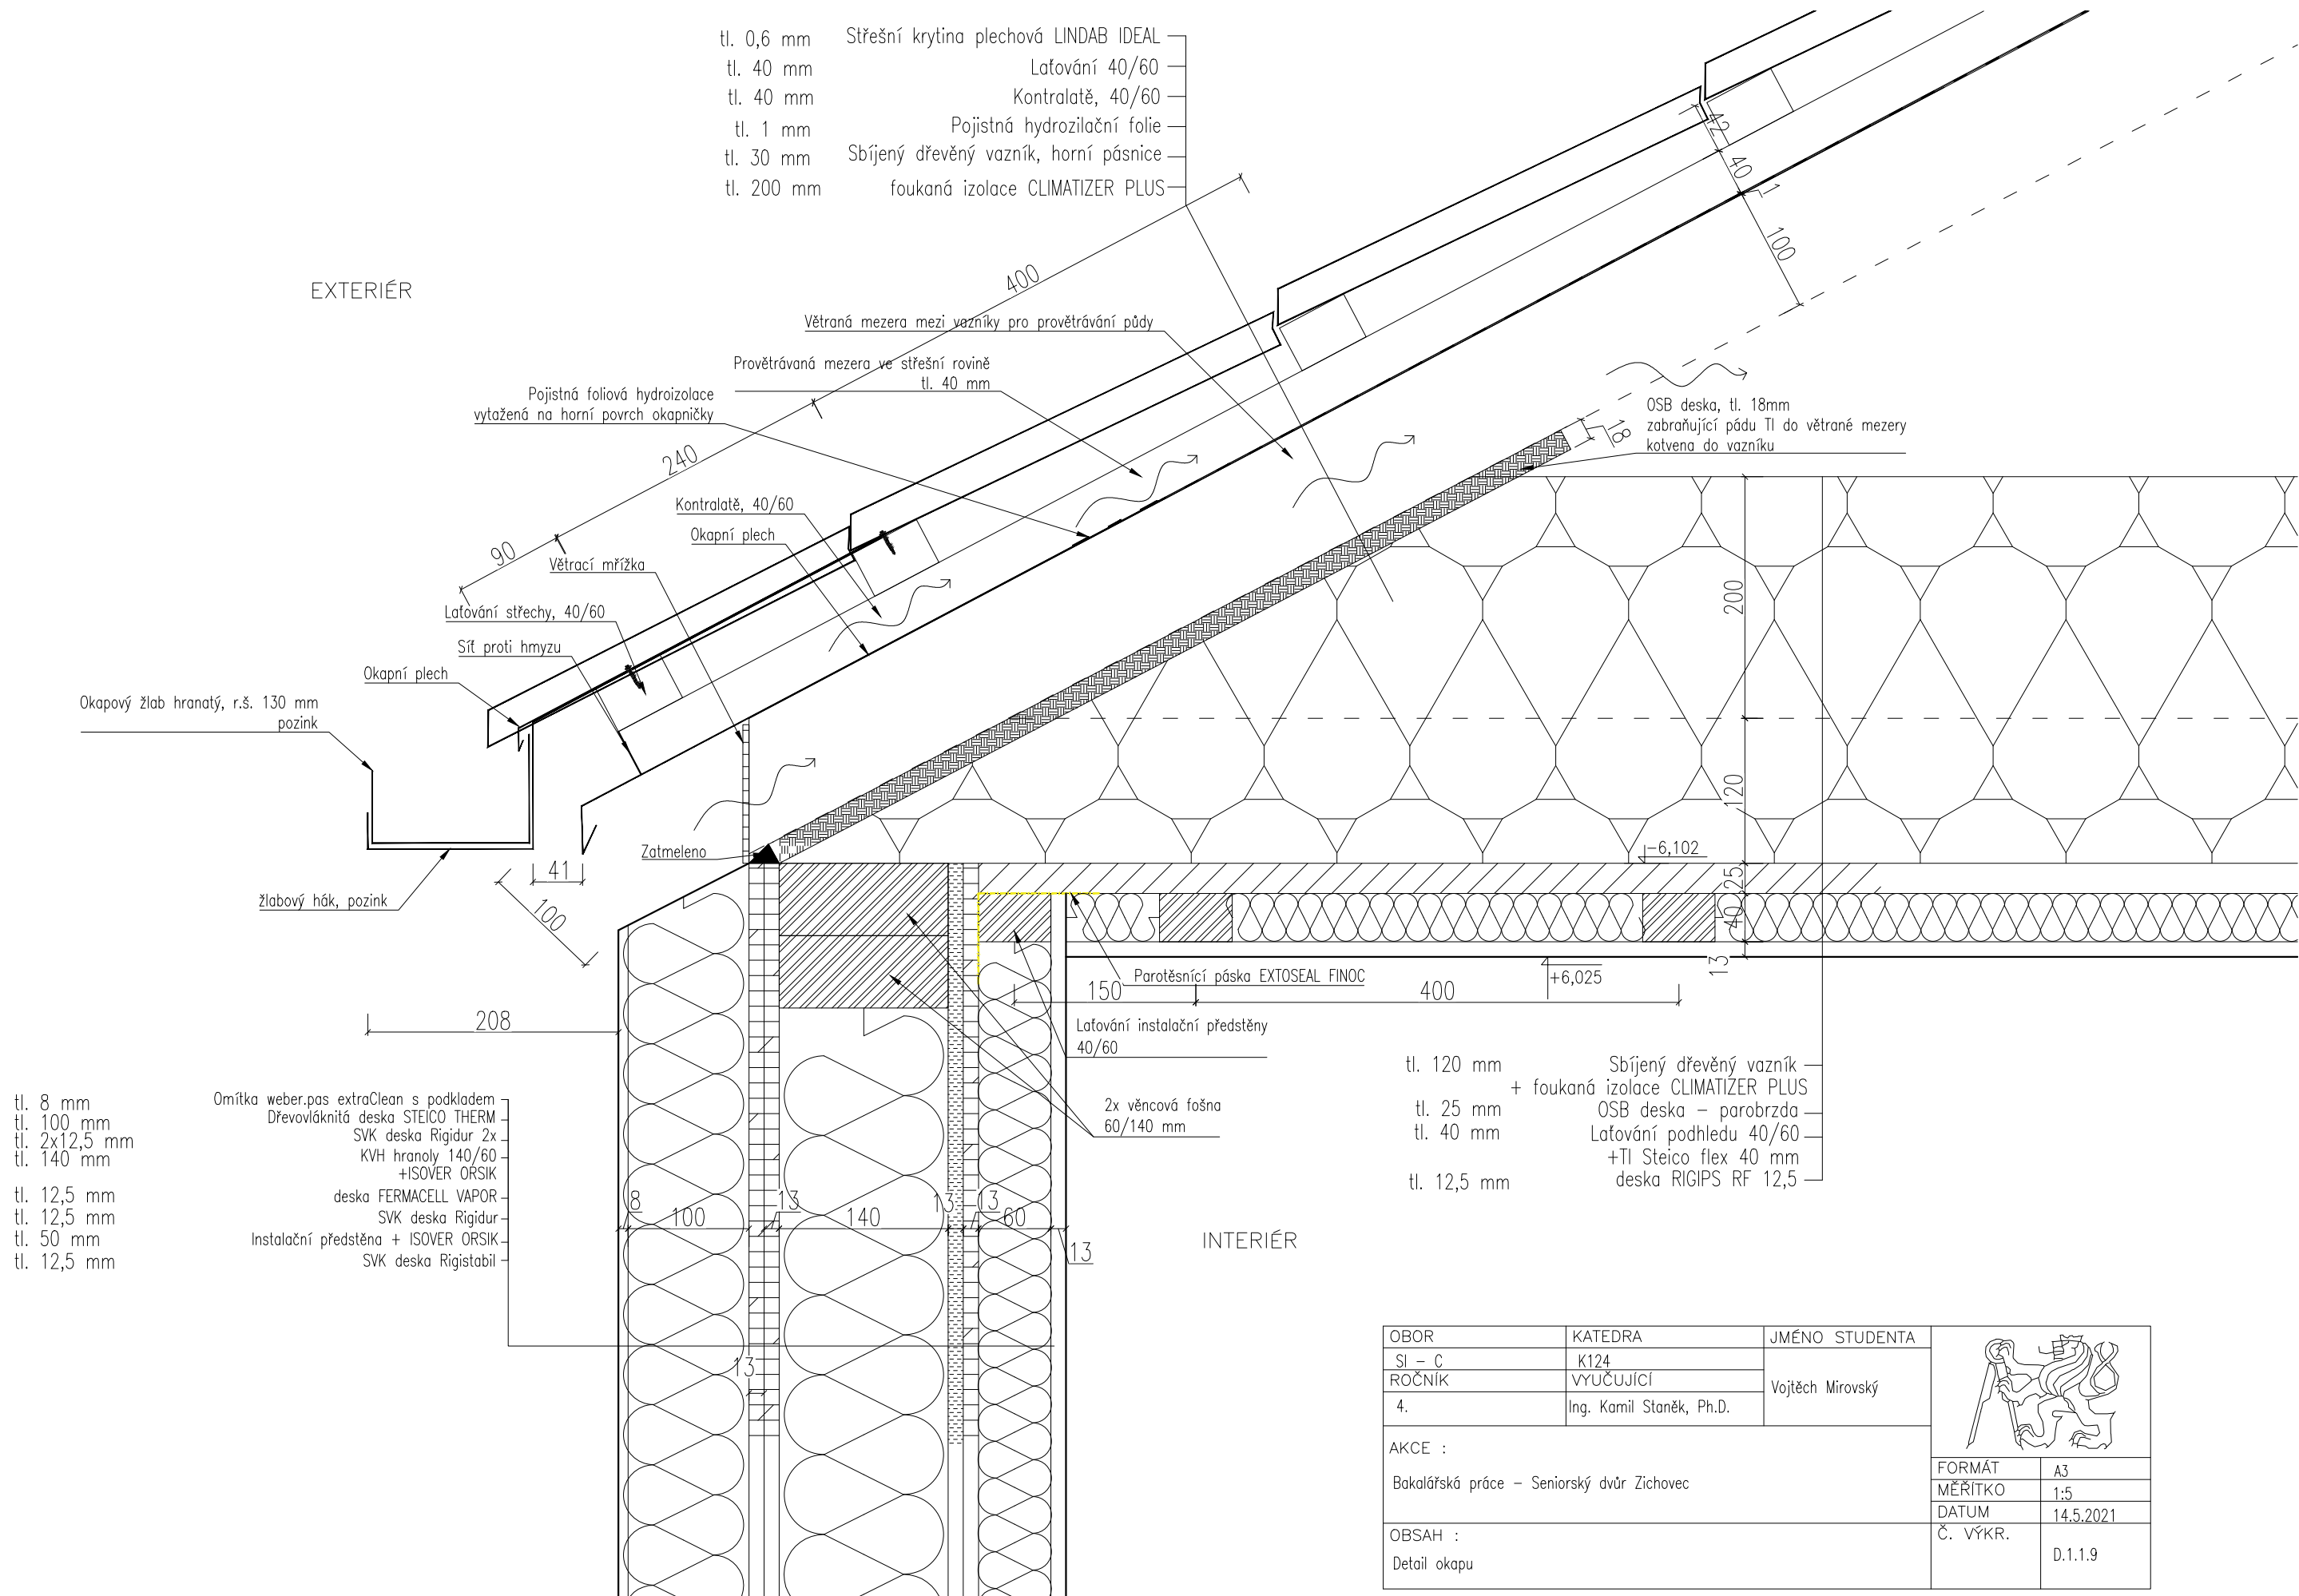 tl. 0,6 mm Střešní krytina plechová LINDAB IDEAL
tl. 40 mm Laťování 40/60
tl. 40 mm Kontralatě, 40/60
tl. 1 mm Pojistná hydrozilační folie
tl. 30 mm Sbíjený dřevěný vazník, horní pásnice
tl. 200 mm foukaná izolace CLIMATIZER PLUS
42
40
1
100
EXTERIÉR
400
240
90
Větraná mezera mezi vazníky pro provětrávání půdy
Provětrávaná mezera ve střešní rovině
tl. 40 mm
Pojistná foliová hydroizolace
vytažená na horní povrch okapničky
Kontralatě, 40/60
Okapní plech
Větrací mřížka
Laťování střechy, 40/60
Síť proti hmyzu
Okapní plech
Okapový žlab hranatý, r.š. 130 mm
pozink
OSB deska, tl. 18mm
zabraňující pádu TI do větrané mezery
kotvena do vazníku
18
200
120
25
40
13
Zatmeleno
-6,102
41
100
žlabový hák, pozink
208
Parotěsnící páska EXTOSEAL FINOC
+6,025
150
400
Laťování instalační předstěny
40/60
2x věncová fošna
60/140 mm
tl. 120 mm Sbíjený dřevěný vazník
+ foukaná izolace CLIMATIZER PLUS
tl. 25 mm OSB deska – parobrzda
tl. 40 mm Laťování podhledu 40/60
+TI Steico flex 40 mm
tl. 12,5 mm deska RIGIPS RF 12,5
tl. 8 mm Omítka weber.pas extraClean s podkladem
tl. 100 mm Dřevovláknitá deska STEICO THERM
tl. 2x12,5 mm SVK deska Rigidur 2x
tl. 140 mm KVH hranoly 140/60
+ISOVER ORSIK
tl. 12,5 mm deska FERMACELL VAPOR
tl. 12,5 mm SVK deska Rigidur
tl. 50 mm Instalační předstěna + ISOVER ORSIK
tl. 12,5 mm SVK deska Rigistabil
8
100
13
140
13
13
60
13
13
INTERIÉR
OBOR KATEDRA JMÉNO STUDENTA
SI – C K124
ROČNÍK VYUČUJÍCÍ
Vojtěch Mirovský
4. Ing. Kamil Staněk, Ph.D.
AKCE :
Bakalářská práce – Seniorský dvůr Zichovec
FORMÁT A3
MĚŘÍTKO 1:5
DATUM 14.5.2021
Č. VÝKR.
D.1.1.9
OBSAH :
Detail okapu